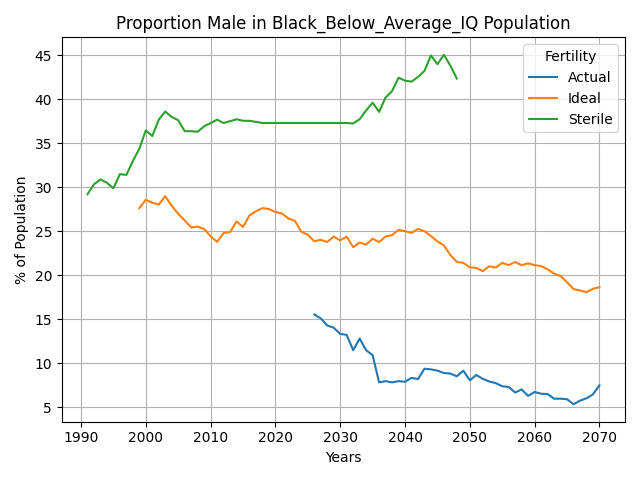 Proportion Male in Black_Below_Average_IQ Population
% of Population
45
40
35
30
25
20
15
10
5
Fertility
Actual
Ideal
Sterile
1990 2000 2010 2020 2030 2040 2050 2060 2070
Years